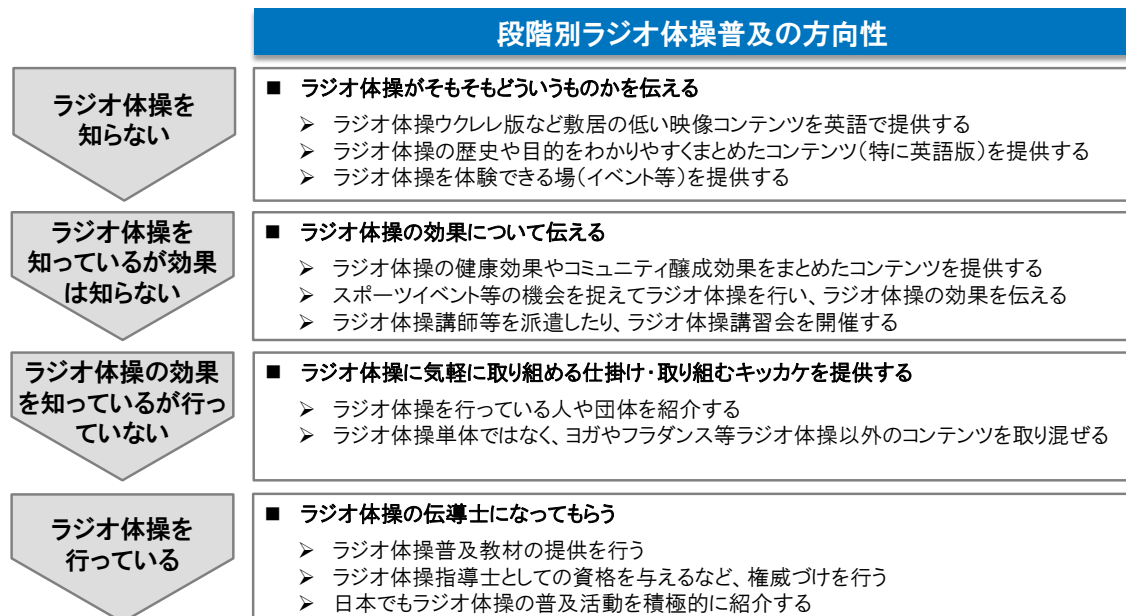 段階別ラジオ体操普及の方向性
ラジオ体操を
知らない
■ ラジオ体操がそもそもどういうものかを伝える
➢ ラジオ体操ウクレレ版など敷居の低い映像コンテンツを英語で提供する
➢ ラジオ体操の歴史や目的をわかりやすくまとめたコンテンツ(特に英語版)を提供する
➢ ラジオ体操を体験できる場(イベント等)を提供する
ラジオ体操を
知っているが効果
は知らない
■ ラジオ体操の効果について伝える
➢ ラジオ体操の健康効果やコミュニティ醸成効果をまとめたコンテンツを提供する
➢ スポーツイベント等の機会を捉えてラジオ体操を行い、ラジオ体操の効果を伝える
➢ ラジオ体操講師等を派遣したり、ラジオ体操講習会を開催する
ラジオ体操の効果
を知っているが行っ
ていない
■ ラジオ体操に気軽に取り組める仕掛け・取り組むキッカケを提供する
➢ ラジオ体操を行っている人や団体を紹介する
➢ ラジオ体操単体ではなく、ヨガやフラダンス等ラジオ体操以外のコンテンツを取り混ぜる
ラジオ体操を
行っている
■ ラジオ体操の伝導士になってもらう
➢ ラジオ体操普及教材の提供を行う
➢ ラジオ体操指導士としての資格を与えるなど、権威づけを行う
➢ 日本でもラジオ体操の普及活動を積極的に紹介する